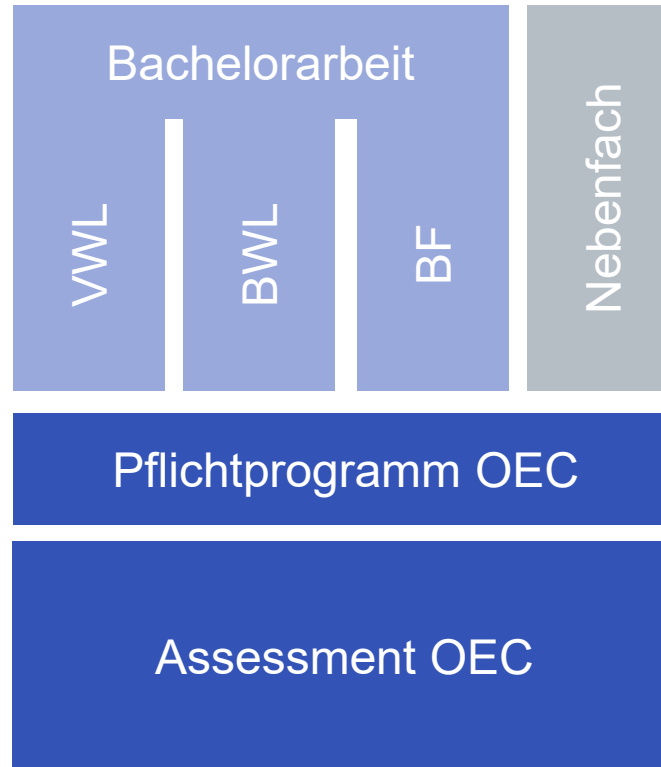 Bachelorarbeit
VWL
BWL
BF
Nebenfach
Pflichtprogramm OEC
Assessment OEC